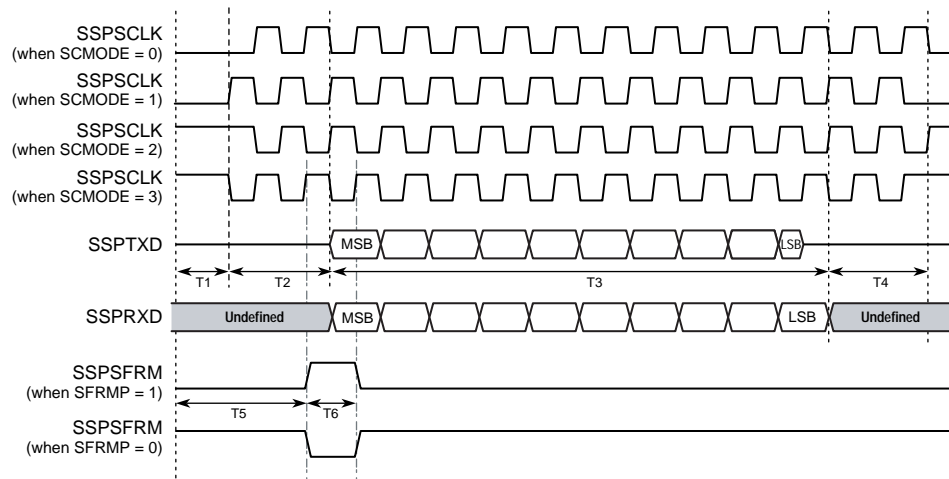 SSPSCLK
(when SCMODE = 0)
SSPSCLK
(when SCMODE = 1)
SSPSCLK
(when SCMODE = 2)
SSPSCLK
(when SCMODE = 3)
SSPTXD
MSB
LSB
T1
T2
T3
T4
SSPRXD
Undefined
MSB
LSB
Undefined
SSPSFRM
(when SFRMP = 1)
T5
T6
SSPSFRM
(when SFRMP = 0)